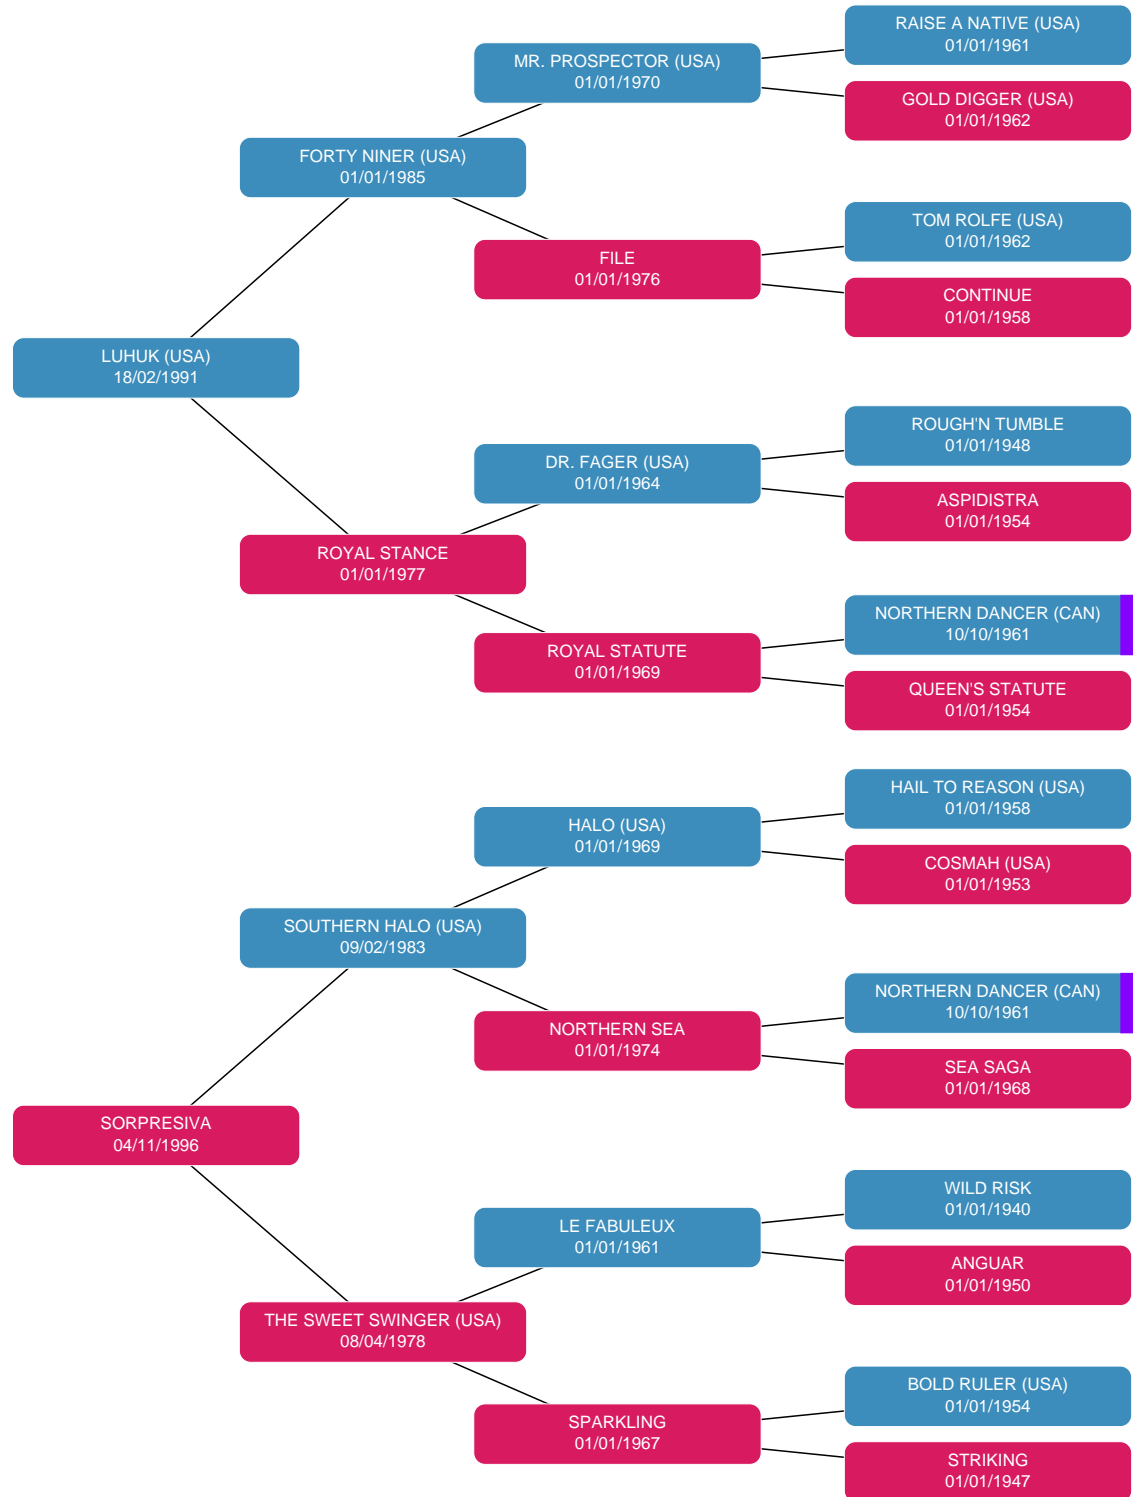 RAISE A NATIVE (USA)
01/01/1961
MR. PROSPECTOR (USA)
01/01/1970
GOLD DIGGER (USA)
01/01/1962
FORTY NINER (USA)
01/01/1985
TOM ROLFE (USA)
01/01/1962
FILE
01/01/1976
CONTINUE
01/01/1958
LUHUK (USA)
18/02/1991
ROUGH'N TUMBLE
01/01/1948
DR. FAGER (USA)
01/01/1964
ASPIDISTRA
01/01/1954
ROYAL STANCE
01/01/1977
NORTHERN DANCER (CAN)
10/10/1961
ROYAL STATUTE
01/01/1969
QUEEN'S STATUTE
01/01/1954
HAIL TO REASON (USA)
01/01/1958
HALO (USA)
01/01/1969
COSMAH (USA)
01/01/1953
SOUTHERN HALO (USA)
09/02/1983
NORTHERN DANCER (CAN)
10/10/1961
NORTHERN SEA
01/01/1974
SEA SAGA
01/01/1968
SORPRESIVA
04/11/1996
WILD RISK
01/01/1940
LE FABULEUX
01/01/1961
ANGUAR
01/01/1950
THE SWEET SWINGER (USA)
08/04/1978
BOLD RULER (USA)
01/01/1954
SPARKLING
01/01/1967
STRIKING
01/01/1947